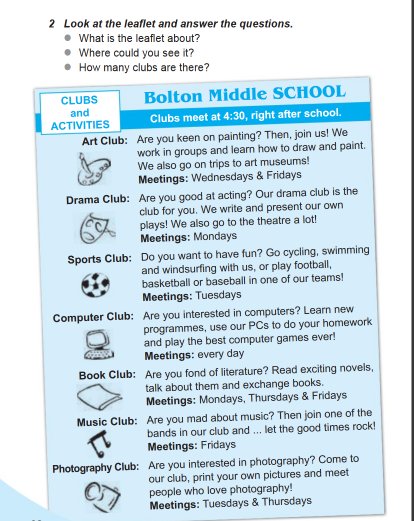 2 Look at the leaflet and answer the questions.
● What is the leaflet about?
● Where could you see it?
● How many clubs are there?
CLUBS
and
ACTIVITIES
Bolton Middle SCHOOL
Clubs meet at 4:30, right after school.
Art Club: Are you keen on painting? Then, join us! We
work in groups and learn how to draw and paint.
We also go on trips to art museums!
Meetings: Wednesdays & Fridays
Drama Club: Are you good at acting? Our drama club is the
club for you. We write and present our own
plays! We also go to the theatre a lot!
Meetings: Mondays
Sports Club: Do you want to have fun? Go cycling, swimming
and windsurfing with us, or play football,
basketball or baseball in one of our teams!
Meetings: Tuesdays
Computer Club: Are you interested in computers? Learn new
programmes, use our PCs to do your homework
and play the best computer games ever!
Meetings: every day
Book Club: Are you fond of literature? Read exciting novels,
talk about them and exchange books.
Meetings: Mondays, Thursdays & Fridays
Music Club: Are you mad about music? Then join one of the
bands in our club and ... let the good times rock!
Meetings: Fridays
Photography Club: Are you interested in photography? Come to
our club, print your own pictures and meet
people who love photography!
Meetings: Tuesdays & Thursdays